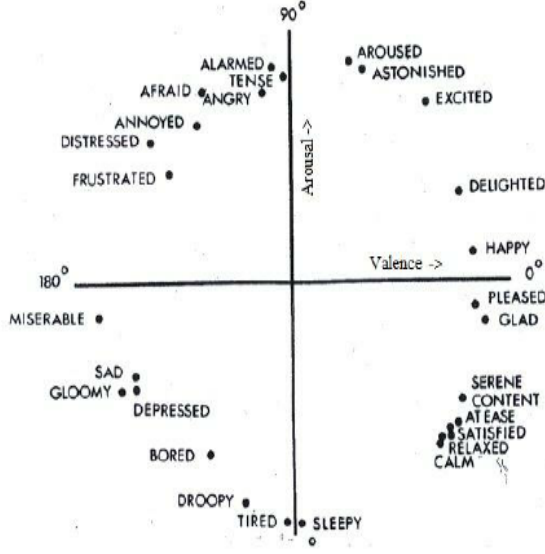 90°
ALARMED
AROUSED
TENSE
ASTONISHED
AFRAID
ANGRY
EXCITED
ANNOYED
DISTRESSED
Arousal ->
FRUSTRATED
DELIGHTED
HAPPY
Valence ->
180°
0°
PLEASED
MISERABLE
GLAD
SAD
SERENE
GLOOMY
CONTENT
DEPRESSED
AT EASE
SATISFIED
BORED
RELAXED
CALM
DROOPY
TIRED
SLEEPY
°